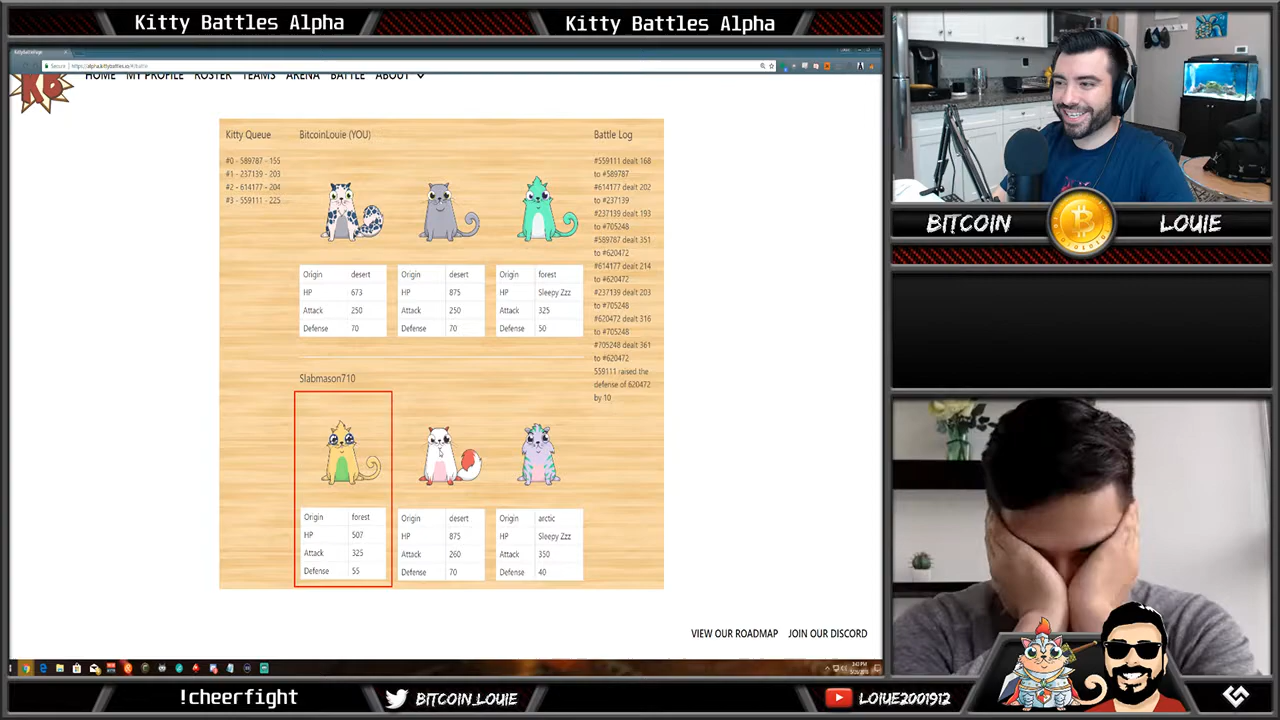 Kitty Battles Alpha
Kitty Battles Alpha
HOME MY PROFILE ROSTER TEAMS ARENA BATTLE ABOUT
KB
Kitty Queue
#0 - 589787 - 155
#1 - 237139 - 203
#2 - 614177 - 204
#3 - 559111 - 225
BitcoinLouie (YOU)
Origin desert
HP 673
Attack 250
Defense 70
Origin desert
HP 875
Attack 250
Defense 70
Origin forest
HP Sleepy Zzz
Attack 325
Defense 50
Slabmason710
Origin forest
HP 507
Attack 325
Defense 55
Origin desert
HP 875
Attack 260
Defense 70
Origin arctic
HP Sleepy Zzz
Attack 350
Defense 40
Battle Log
#559111 dealt 168
to #589787
#614177 dealt 202
to #237139
#237139 dealt 193
to #705248
#589787 dealt 351
to #620472
#614177 dealt 214
to #620472
#237139 dealt 203
to #705248
#620472 dealt 316
to #705248
#705248 dealt 361
to #620472
559111 raised the
defense of 620472
by 10
VIEW OUR ROADMAP JOIN OUR DISCORD
BITCOIN LOUIE
!cheerfight
BITCOIN_LOUIE
LOIUE2001912